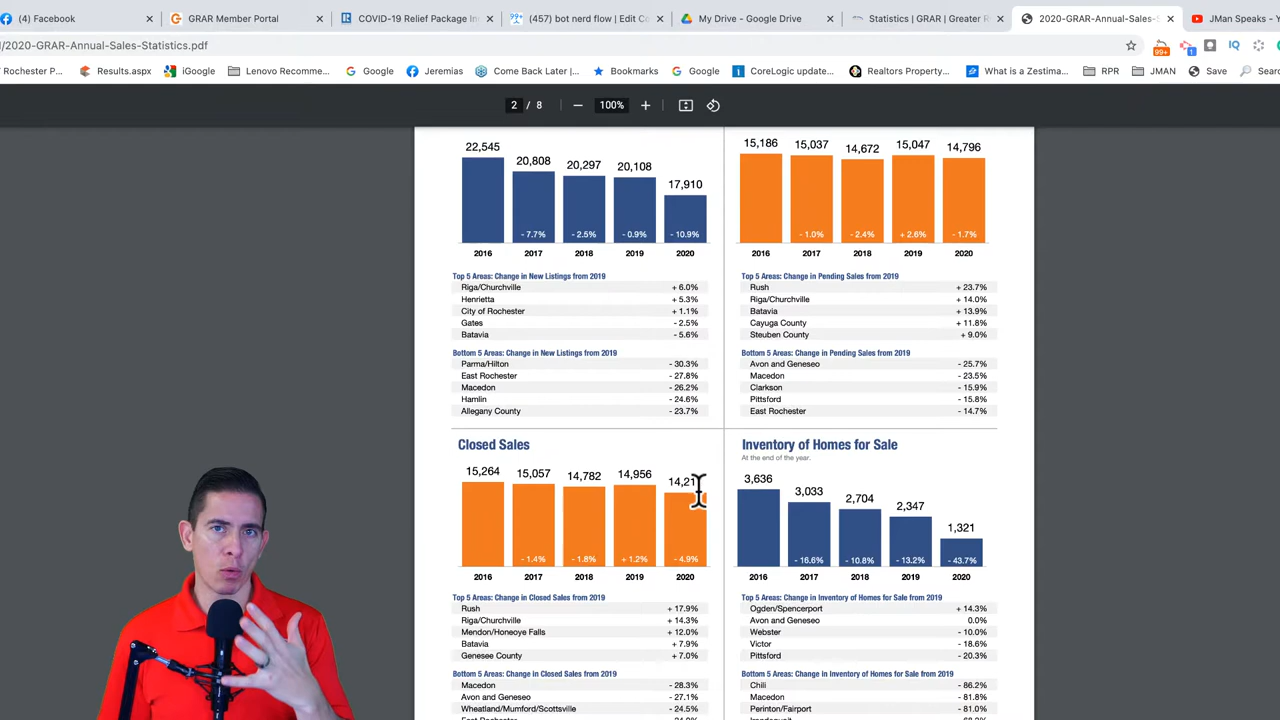 (4) Facebook
GRAR Member Portal
COVID-19 Relief Package In
(457) bot nerd flow | Edit Co
My Drive - Google Drive
Statistics | GRAR | Greater R
2020-GRAR-Annual-Sales-S
JMan Speaks - Y
/2020-GRAR-Annual-Sales-Statistics.pdf
Rochester P...
Results.aspx
iGoogle
Lenovo Recomme...
Google
Jeremias
Come Back Later |...
Bookmarks
Google
CoreLogic update...
Realtors Property...
What is a Zestima...
RPR
JMAN
Save
Searc
2 / 8
100%
22,545
20,808
20,297
20,108
17,910
- 7.7%
- 2.5%
- 0.9%
- 10.9%
2016 2017 2018 2019 2020
Top 5 Areas: Change in New Listings from 2019
Riga/Churchville + 6.0%
Henrietta + 5.3%
City of Rochester + 1.1%
Gates - 2.5%
Batavia - 5.6%
Bottom 5 Areas: Change in New Listings from 2019
Parma/Hilton - 30.3%
East Rochester - 27.8%
Macedon - 26.2%
Hamlin - 24.6%
Allegany County - 23.7%
15,186
15,037
14,672
15,047
14,796
- 1.0%
- 2.4%
+ 2.6%
- 1.7%
2016 2017 2018 2019 2020
Top 5 Areas: Change in Pending Sales from 2019
Rush + 23.7%
Riga/Churchville + 14.0%
Batavia + 13.9%
Cayuga County + 11.8%
Steuben County + 9.0%
Bottom 5 Areas: Change in Pending Sales from 2019
Avon and Geneseo - 25.7%
Macedon - 23.5%
Clarkson - 15.9%
Pittsford - 15.8%
East Rochester - 14.7%
Closed Sales
15,264
15,057
14,782
14,956
14,21
- 1.4%
- 1.8%
+ 1.2%
- 4.9%
2016 2017 2018 2019 2020
Top 5 Areas: Change in Closed Sales from 2019
Rush + 17.9%
Riga/Churchville + 14.3%
Mendon/Honeoye Falls + 12.0%
Batavia + 7.9%
Genesee County + 7.0%
Bottom 5 Areas: Change in Closed Sales from 2019
Macedon - 28.3%
Avon and Geneseo - 27.1%
Wheatland/Mumford/Scottsville - 24.5%
Inventory of Homes for Sale
At the end of the year.
3,636
3,033
2,704
2,347
1,321
- 16.6%
- 10.8%
- 13.2%
- 43.7%
2016 2017 2018 2019 2020
Top 5 Areas: Change in Inventory of Homes for Sale from 2019
Ogden/Spencerport + 14.3%
Avon and Geneseo 0.0%
Webster - 10.0%
Victor - 18.6%
Pittsford - 20.3%
Bottom 5 Areas: Change in Inventory of Homes for Sale from 2019
Chili - 86.2%
Macedon - 81.8%
Perinton/Fairport - 81.0%